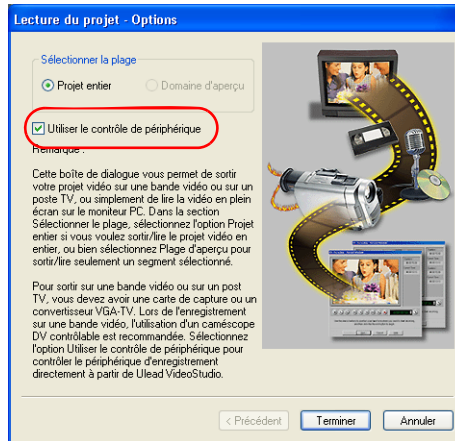 Lecture du projet - Options
Sélectionner la plage
Projet entier
Domaine d'aperçu
Utiliser le contrôle de périphérique
Remarque :
Cette boîte de dialogue vous permet de sortir
votre projet vidéo sur une bande vidéo ou sur un
poste TV, ou simplement de lire la vidéo en plein
écran sur le moniteur PC. Dans la section
Sélectionner la plage, sélectionnez l'option Projet
entier si vous voulez sortir/lire le projet vidéo en
entier, ou bien sélectionnez Plage d'aperçu pour
sortir/lire seulement un segment sélectionné.
Pour sortir sur une bande vidéo ou sur un post
TV, vous devez avoir une carte de capture ou un
convertisseur VGA-TV. Lors de l'enregistrement
sur une bande vidéo, l'utilisation d'un caméscope
DV contrôlable est recommandée. Sélectionnez
l'option Utiliser le contrôle de périphérique pour
contrôler le périphérique d'enregistrement
directement à partir de Ulead VideoStudio.
< Précédent
Terminer
Annuler